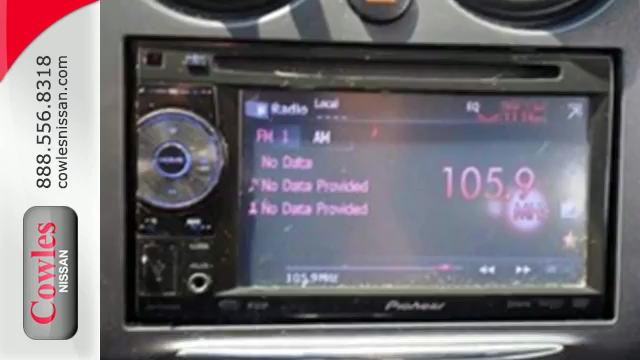 888.556.8318
cowlesnissan.com
Cowles
NISSAN
Radio Local EQ
FM 1 AM
No Data
No Data Provided 105.9
No Data Provided
105.9MHz
Pioneer